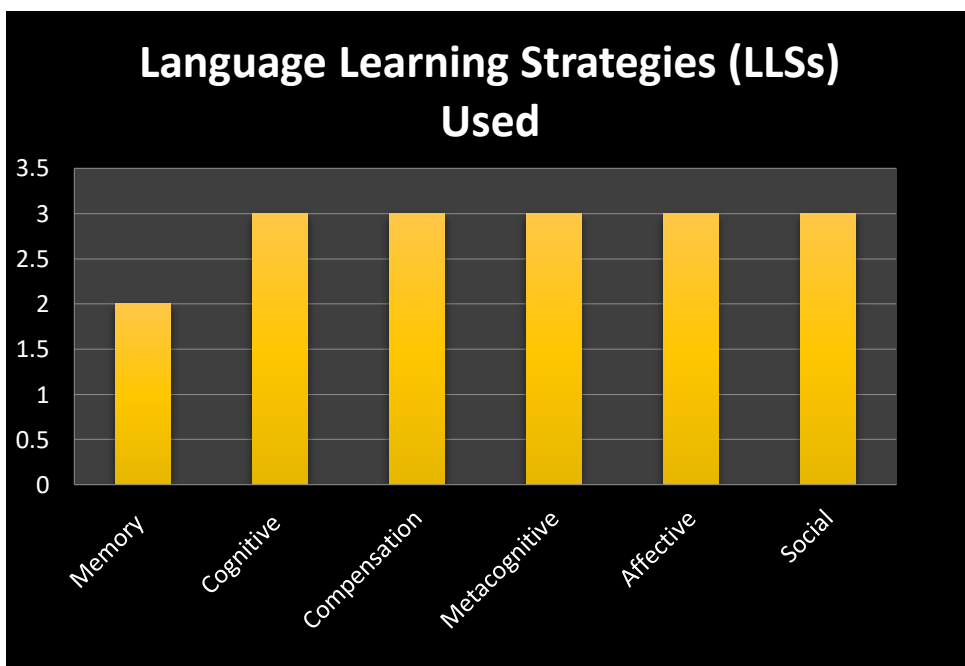 Language Learning Strategies (LLSs)
Used
3.5
3
2.5
2
1.5
1
0.5
0
Memory
Cognitive
Compensation
Metacognitive
Affective
Social